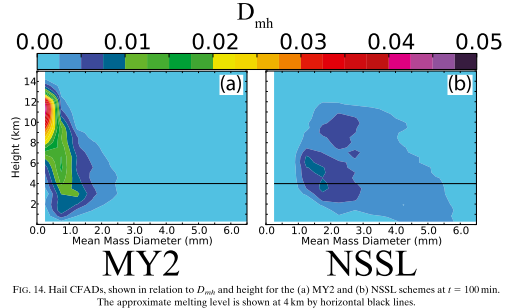 D_mh
0.00 0.01 0.02 0.03 0.04 0.05
(a) (b)
14
12
10
8
6
4
2
Height (km)
0.0 1.0 2.0 3.0 4.0 5.0 6.0 0.0 1.0 2.0 3.0 4.0 5.0 6.0
Mean Mass Diameter (mm) Mean Mass Diameter (mm)
MY2 NSSL
FIG. 14. Hail CFADs, shown in relation to D_mh and height for the (a) MY2 and (b) NSSL schemes at t = 100 min.
The approximate melting level is shown at 4 km by horizontal black lines.